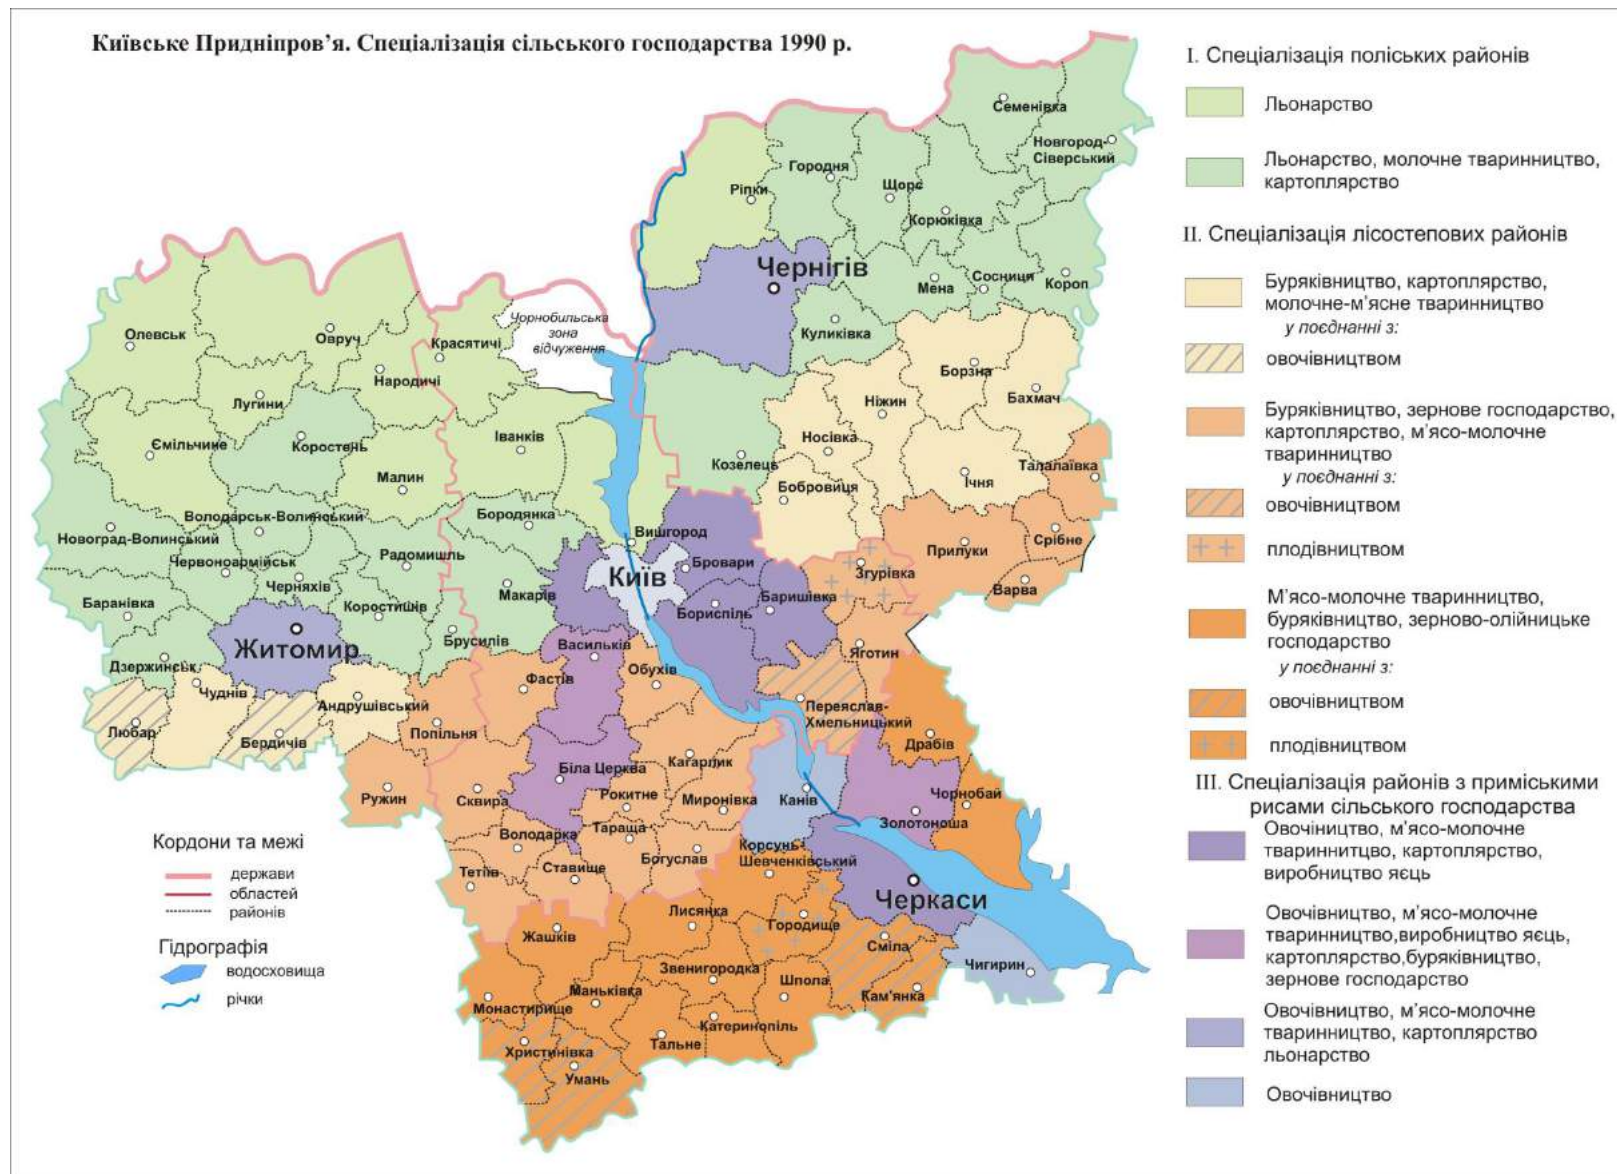 Київське Придніпров’я. Спеціалізація сільського господарства 1990 р.
I. Спеціалізація поліських районів
Льонарство
Льонарство, молочне тваринництво,
картоплярство
II. Спеціалізація лісостепових районів
Буряківництво, картоплярство,
молочне-м’ясне тваринництво
у поєднанні з:
овочівництвом
Буряківництво, зернове господарство,
картоплярство, м’ясо-молочне
тваринництво
у поєднанні з:
овочівництвом
плодівництвом
М’ясо-молочне тваринництво,
буряківництво, зерново-олійницьке
господарство
у поєднанні з:
овочівництвом
плодівництвом
III. Спеціалізація районів з приміськими
рисами сільського господарства
Овочіництво, м’ясо-молочне
твариннитцво, картоплярство,
виробництво яєць
Овочівництво, м’ясо-молочне
тваринництво,виробництво яєць,
картоплярство,буряківництво,
зернове господарство
Овочівництво, м’ясо-молочне
тваринництво, картоплярство
льонарство
Овочівництво
Семенівка
Новгород-
Сіверський
Городня
Щорс
Ріпки
Корюківка
Чернігів
Мена
Сосниця
Короп
Куликівка
Чорнобильська
зона
відчуження
Олевськ
Овруч
Красятичі
Народичі
Лугини
Борзна
Бахмач
Ніжин
Ємільчине
Коростень
Іванків
Носівка
Козелець
Талалаївка
Малин
Бобровиця
Ічня
Володарськ-Волинський
Бородянка
Новоград-Волинський
Вишгород
Прилуки
Срібне
Радомишль
Червоноармійськ
Бровари
Київ
Згурівка
Черняхів
Варва
Макарів
Баришівка
Баранівка
Коростишів
Бориспіль
Житомир
Брусилів
Васильків
Яготин
Дзержинськ
Обухів
Фастів
Чуднів
Андрушівський
Переяслав-
Хмельницький
Любар
Попільня
Бердичів
Драбів
Кагарлик
Біла Церква
Ружин
Сквира
Рокитне
Миронівка
Канів
Чорнобай
Золотоноша
Володарка
Тараща
Корсунь-
Шевченківський
Богуслав
Тетіїв
Ставище
Черкаси
Лисянка
Городище
Жашків
Сміла
Звенигородка
Чигирин
Шпола
Маньківка
Кам'янка
Монастирище
Катеринопіль
Тальне
Христинівка
Умань
Кордони та межі
держави
областей
районів
Гідрографія
водосховища
річки